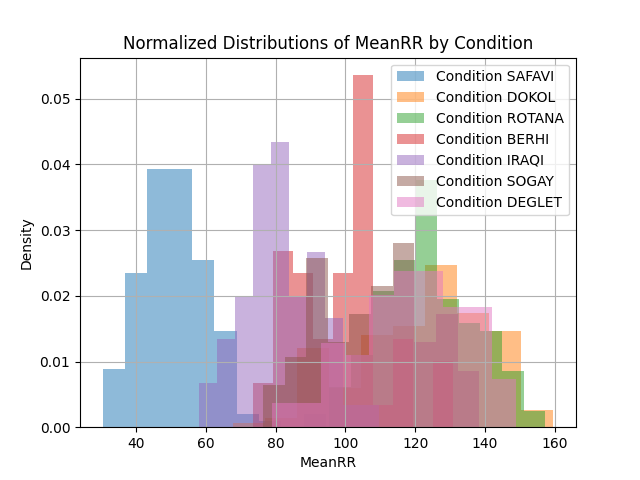 Normalized Distributions of MeanRR by Condition
Condition SAFAVI
Condition DOKOL
Condition ROTANA
Condition BERHI
Condition IRAQI
Condition SOGAY
Condition DEGLET
0.05
0.04
0.03
0.02
0.01
0.00
Density
40 60 80 100 120 140 160
MeanRR